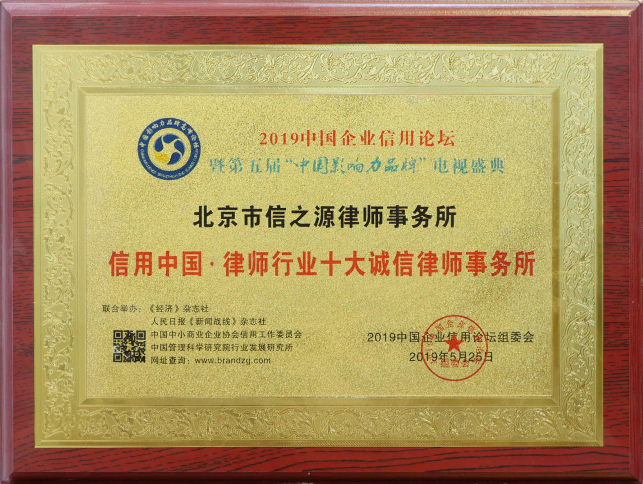 2019中国企业信用论坛
暨第五届“中国影响力品牌”电视盛典
北京市信之源律师事务所
信用中国·律师行业十大诚信律师事务所
联合举办：《经济》杂志社
人民日报《新闻战线》杂志社
中国中小商业企业协会信用工作委员会
中国管理科学研究院行业发展研究所
网址查询：www.brandzg.com
2019中国企业信用论坛组委会
2019年5月25日